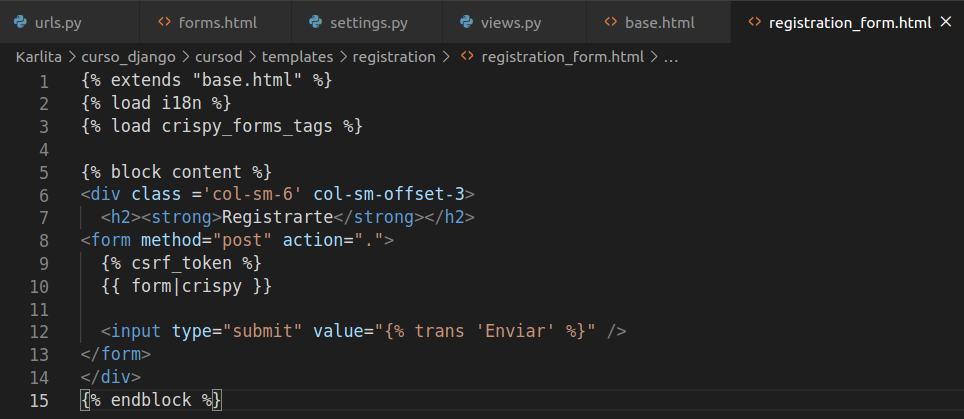 urls.py <> forms.html settings.py views.py <> base.html <> registration_form.html ×
Karlita > curso_django > cursod > templates > registration > <> registration_form.html > ...
1 {% extends "base.html" %}
2 {% load i18n %}
3 {% load crispy_forms_tags %}
4
5 {% block content %}
6 <div class ='col-sm-6' col-sm-offset-3>
7 <h2><strong>Registrarte</strong></h2>
8 <form method="post" action=".">
9 {% csrf_token %}
10 {{ form|crispy }}
11
12 <input type="submit" value="{% trans 'Enviar' %}" />
13 </form>
14 </div>
15 {% endblock %}